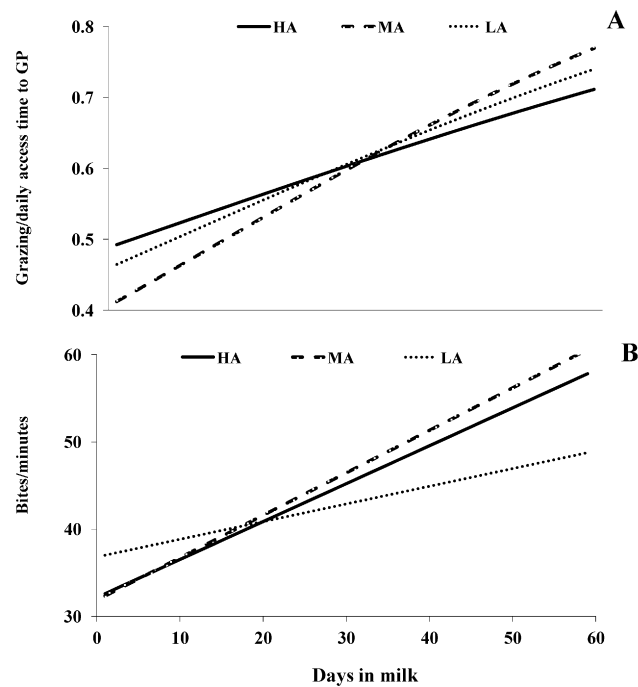 A
HA MA LA
0.8
0.7
0.6
0.5
0.4
Grazing/daily access time to GP
B
HA MA LA
60
50
40
30
Bites/minutes
0 10 20 30 40 50 60
Days in milk